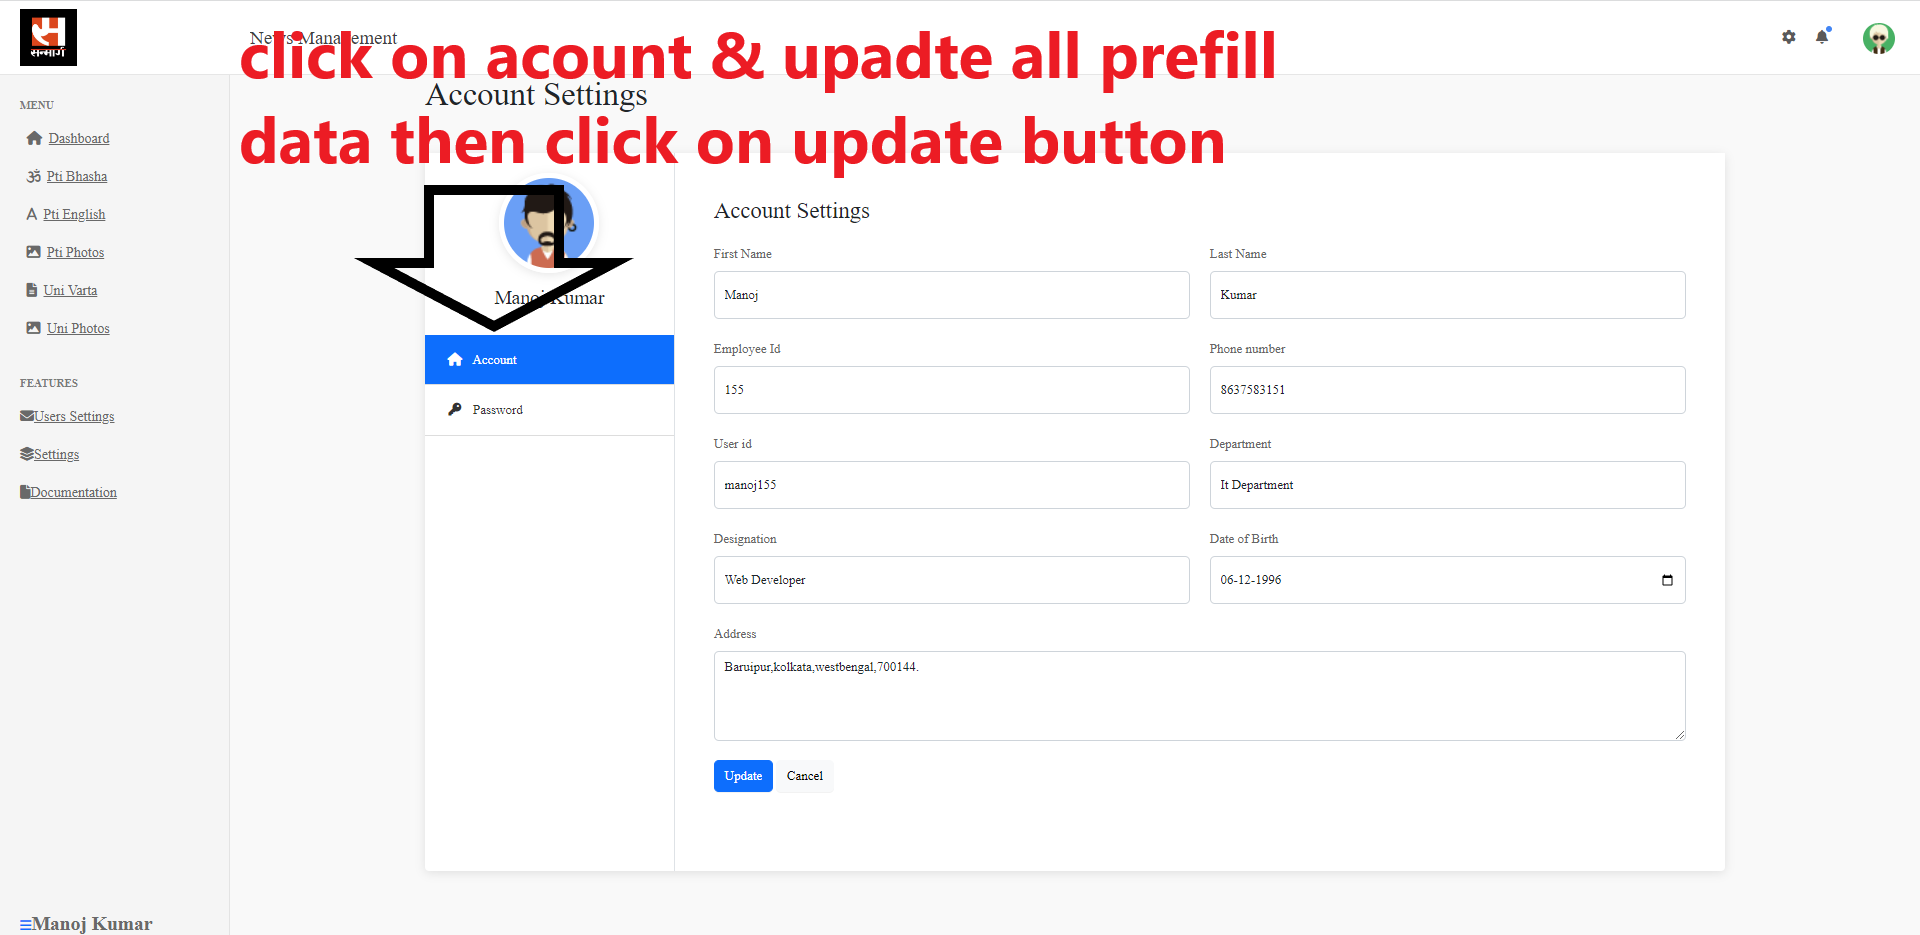 सन्मार्ग
News Management
click on acount & upadte all prefill
data then click on update button
Account Settings
MENU
Dashboard
Pti Bhasha
Pti English
Pti Photos
Uni Varta
Uni Photos
FEATURES
Users Settings
Settings
Documentation
Manoj Kumar
Manoj Kumar
Account
Password
Account Settings
First Name
Manoj
Last Name
Kumar
Employee Id
155
Phone number
8637583151
User id
manoj155
Department
It Department
Designation
Web Developer
Date of Birth
06-12-1996
Address
Baruipur,kolkata,westbengal,700144.
Update
Cancel